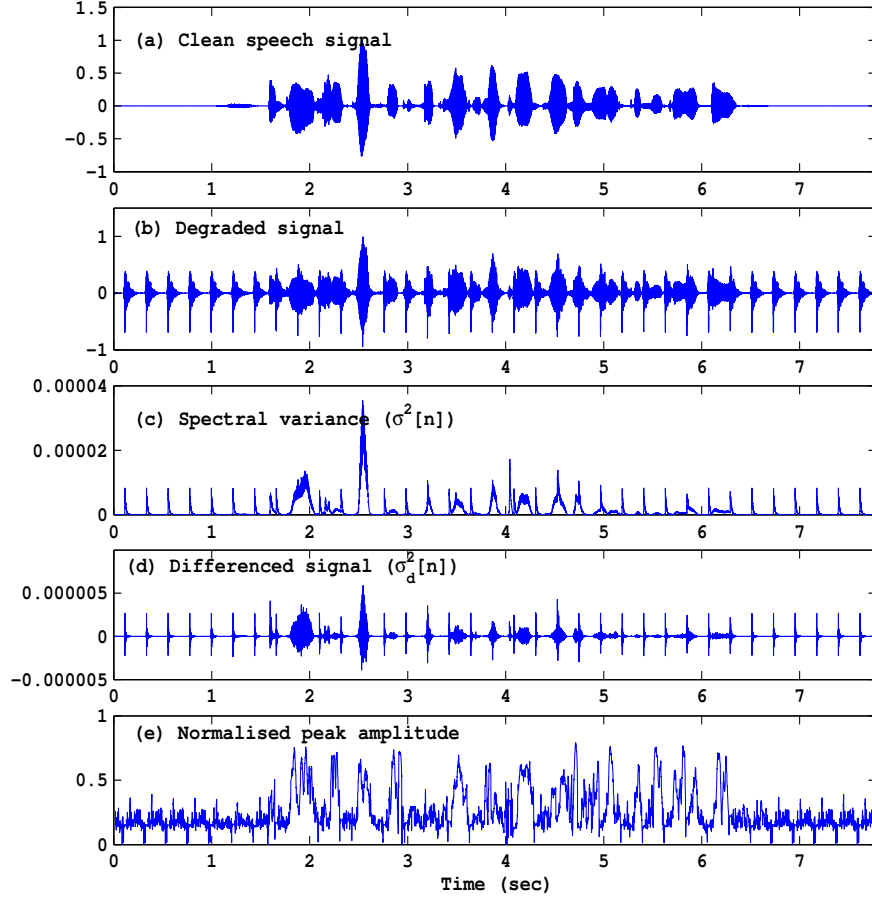 1.5
(a) Clean speech signal
1
0.5
0
−0.5
−1
0 1 2 3 4 5 6 7
(b) Degraded signal
1
0
−1
0 1 2 3 4 5 6 7
0.00004
(c) Spectral variance (σ²[n])
0.00002
0
0 1 2 3 4 5 6 7
(d) Differenced signal (σ_d²[n])
0.000005
0
−0.000005
0 1 2 3 4 5 6 7
1
(e) Normalised peak amplitude
0.5
0
0 1 2 3 4 5 6 7
Time (sec)